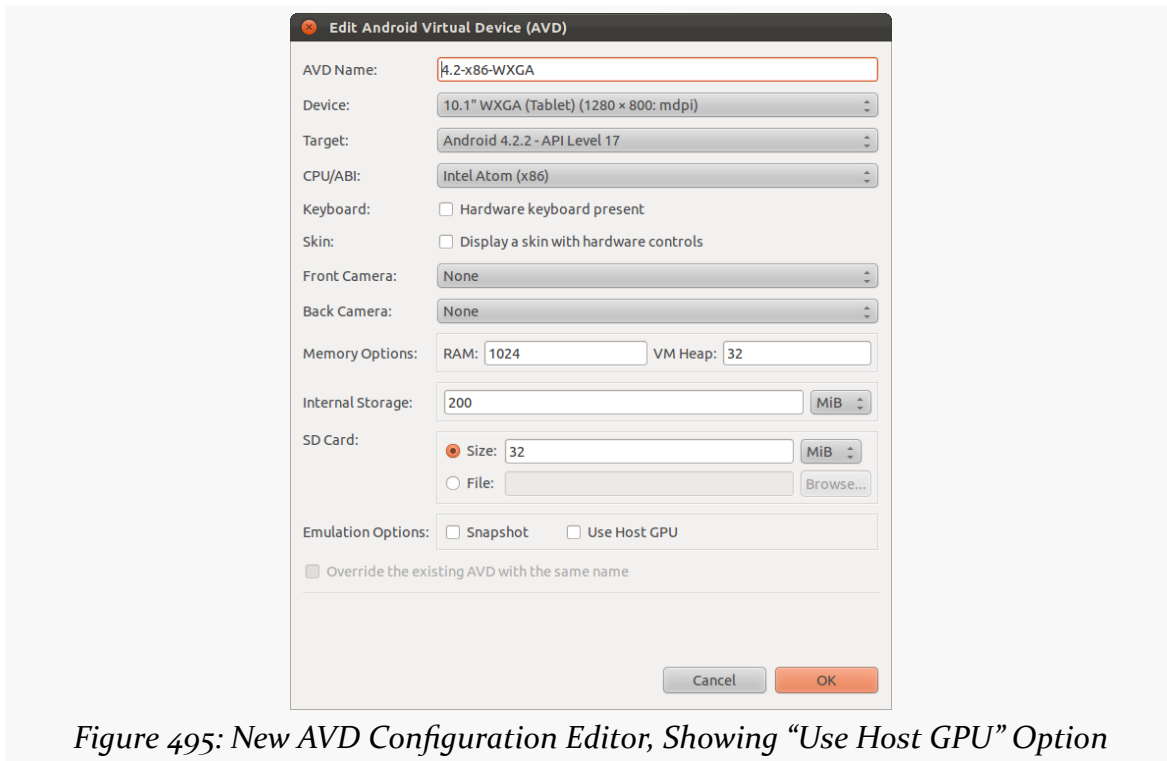 Edit Android Virtual Device (AVD)
AVD Name: 4.2-x86-WXGA
Device: 10.1" WXGA (Tablet) (1280 × 800: mdpi)
Target: Android 4.2.2 - API Level 17
CPU/ABI: Intel Atom (x86)
Keyboard: Hardware keyboard present
Skin: Display a skin with hardware controls
Front Camera: None
Back Camera: None
Memory Options: RAM: 1024 VM Heap: 32
Internal Storage: 200 MiB
SD Card:
Size: 32 MiB
File: Browse...
Emulation Options: Snapshot Use Host GPU
Override the existing AVD with the same name
Cancel OK
Figure 495: New AVD Configuration Editor, Showing “Use Host GPU” Option